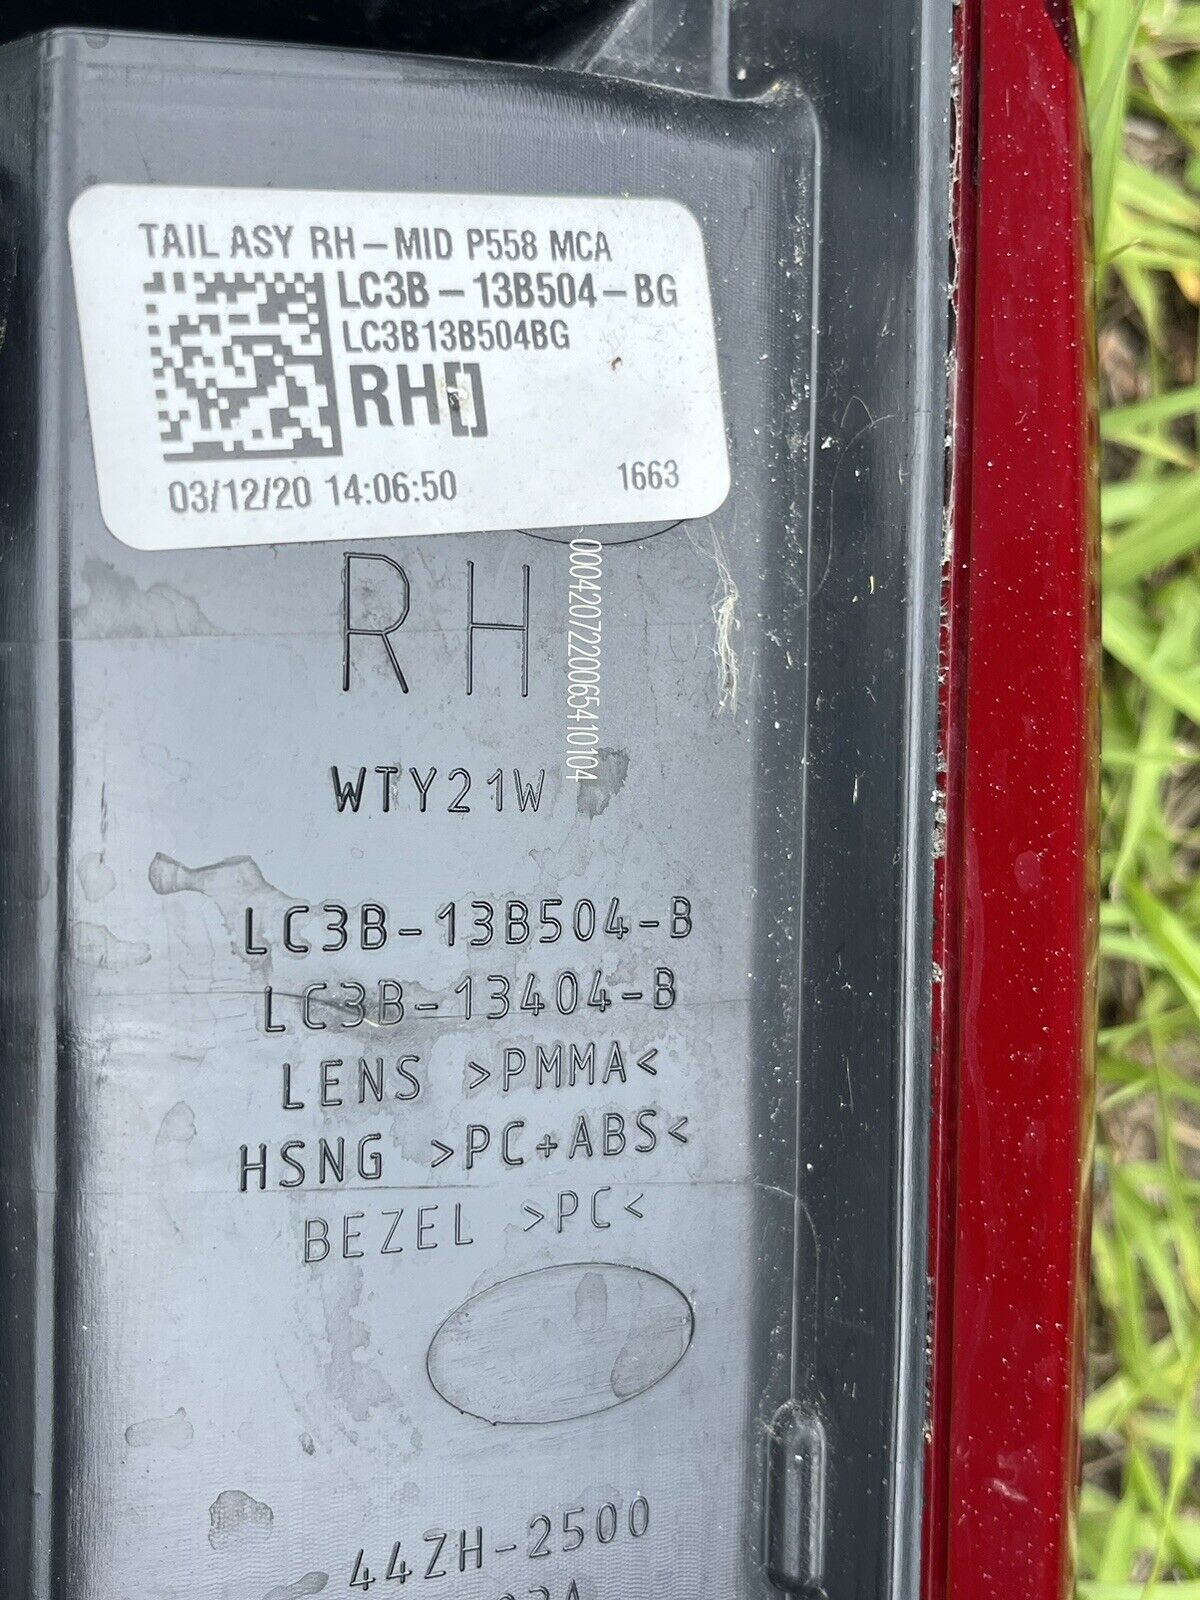 TAIL ASY RH-MID P558 MCA
LC3B-13B504-BG
LC3B13B504BG
RH[]
03/12/20 14:06:50 1663
RH
0004207220065410104
WTY21W
LC3B-13B504-B
LC3B-13404-B
LENS >PMMA<
HSNG >PC+ABS<
BEZEL >PC<
44ZH-2500